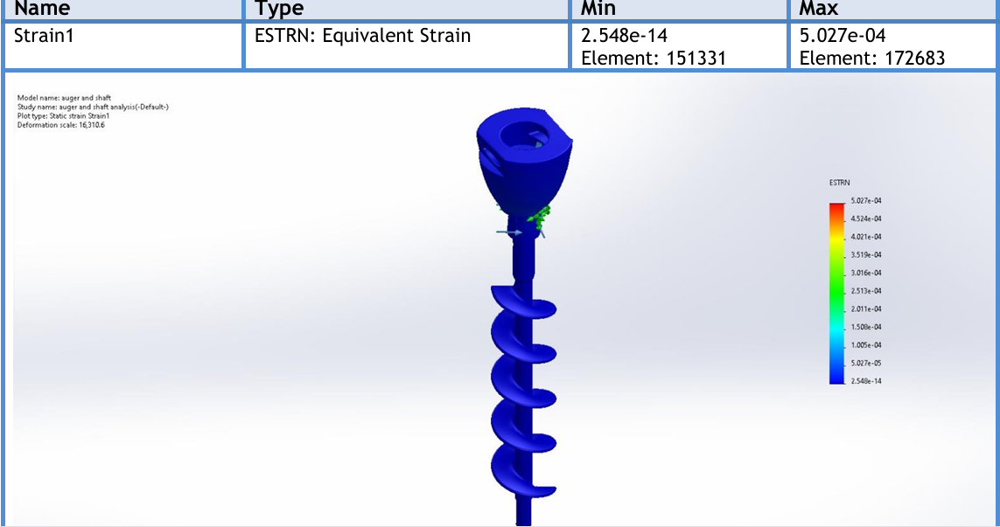 Name Type Min Max
Strain1 ESTRN: Equivalent Strain 2.548e-14 5.027e-04
Element: 151331 Element: 172683
Model name: auger and shaft
Study name: auger and shaft analysis(-Default-)
Plot type: Static strain Strain1
Deformation scale: 16,310.6
ESTRN
5.027e-04
4.524e-04
4.021e-04
3.519e-04
3.016e-04
2.513e-04
2.011e-04
1.508e-04
1.005e-04
5.027e-05
2.548e-14